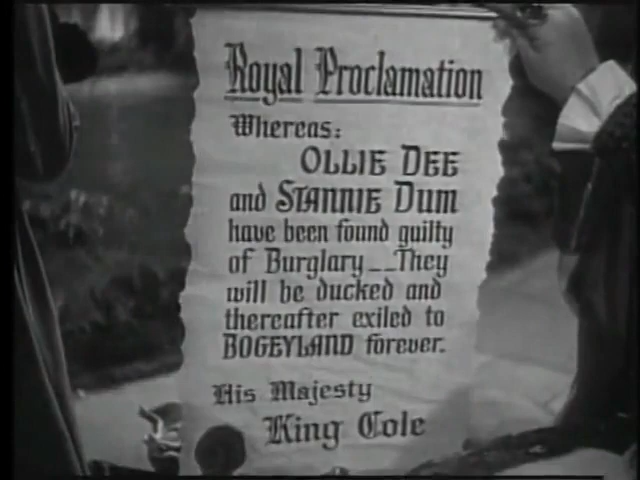 Royal Proclamation
Whereas:
OLLIE DEE
and STANNIE DUM
have been found guilty
of Burglary__They
will be ducked and
thereafter exiled to
BOGEYLAND forever.
His Majesty
King Cole